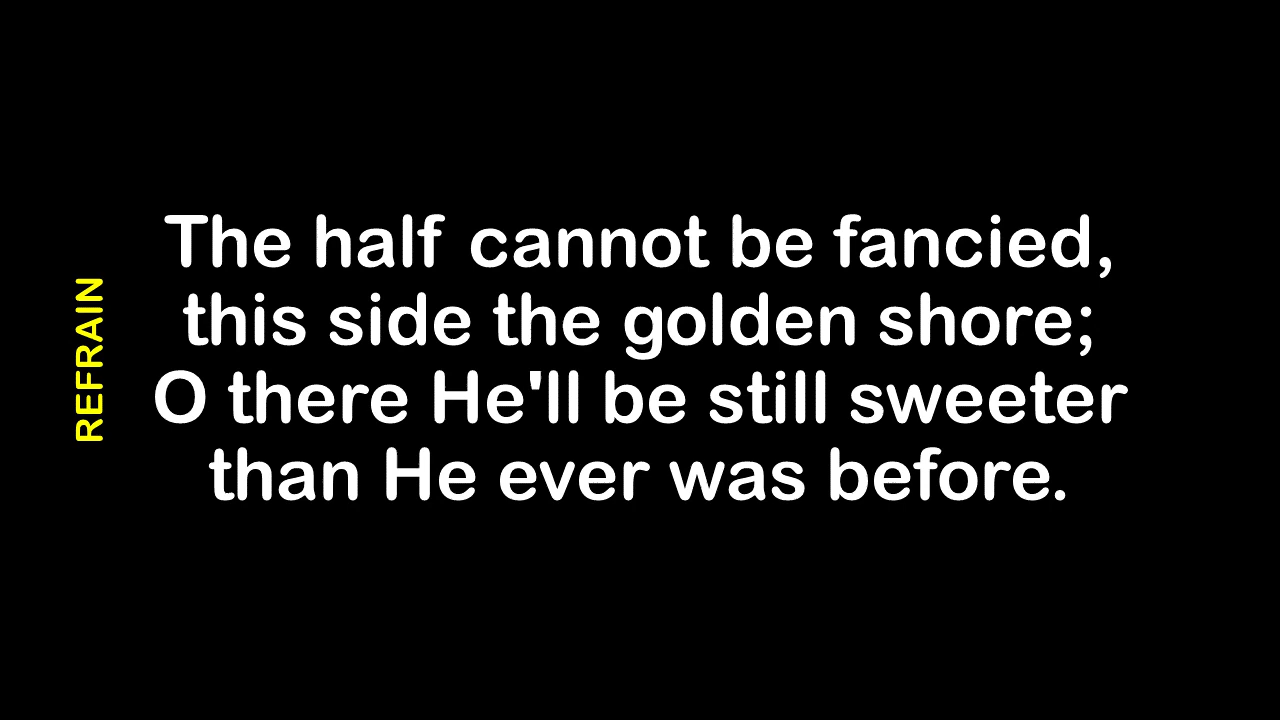 REFRAIN
The half cannot be fancied,
this side the golden shore;
O there He'll be still sweeter
than He ever was before.